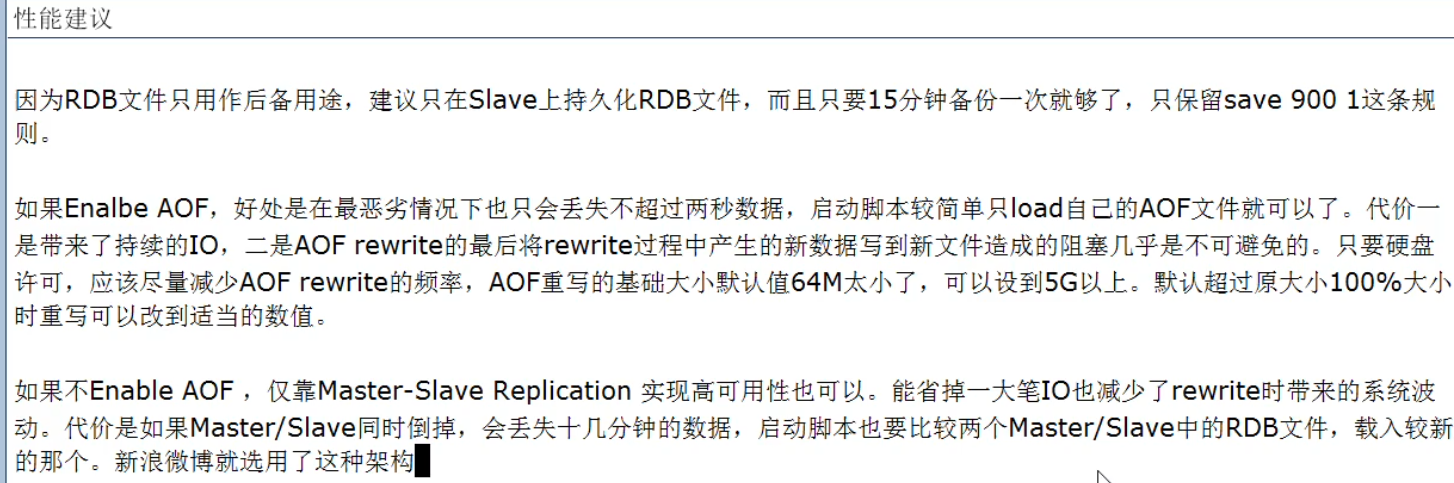 性能建议
因为RDB文件只用作后备用途，建议只在Slave上持久化RDB文件，而且只要15分钟备份一次就够了，只保留save 900 1这条规
则。
如果Enalbe AOF，好处是在最恶劣情况下也只会丢失不超过两秒数据，启动脚本较简单只load自己的AOF文件就可以了。代价一
是带来了持续的IO，二是AOF rewrite的最后将rewrite过程中产生的新数据写到新文件造成的阻塞几乎是不可避免的。只要硬盘
许可，应该尽量减少AOF rewrite的频率，AOF重写的基础大小默认值64M太小了，可以设到5G以上。默认超过原大小100%大小
时重写可以改到适当的数值。
如果不Enable AOF ，仅靠Master-Slave Replication 实现高可用性也可以。能省掉一大笔IO也减少了rewrite时带来的系统波
动。代价是如果Master/Slave同时倒掉，会丢失十几分钟的数据，启动脚本也要比较两个Master/Slave中的RDB文件，载入较新
的那个。新浪微博就选用了这种架构